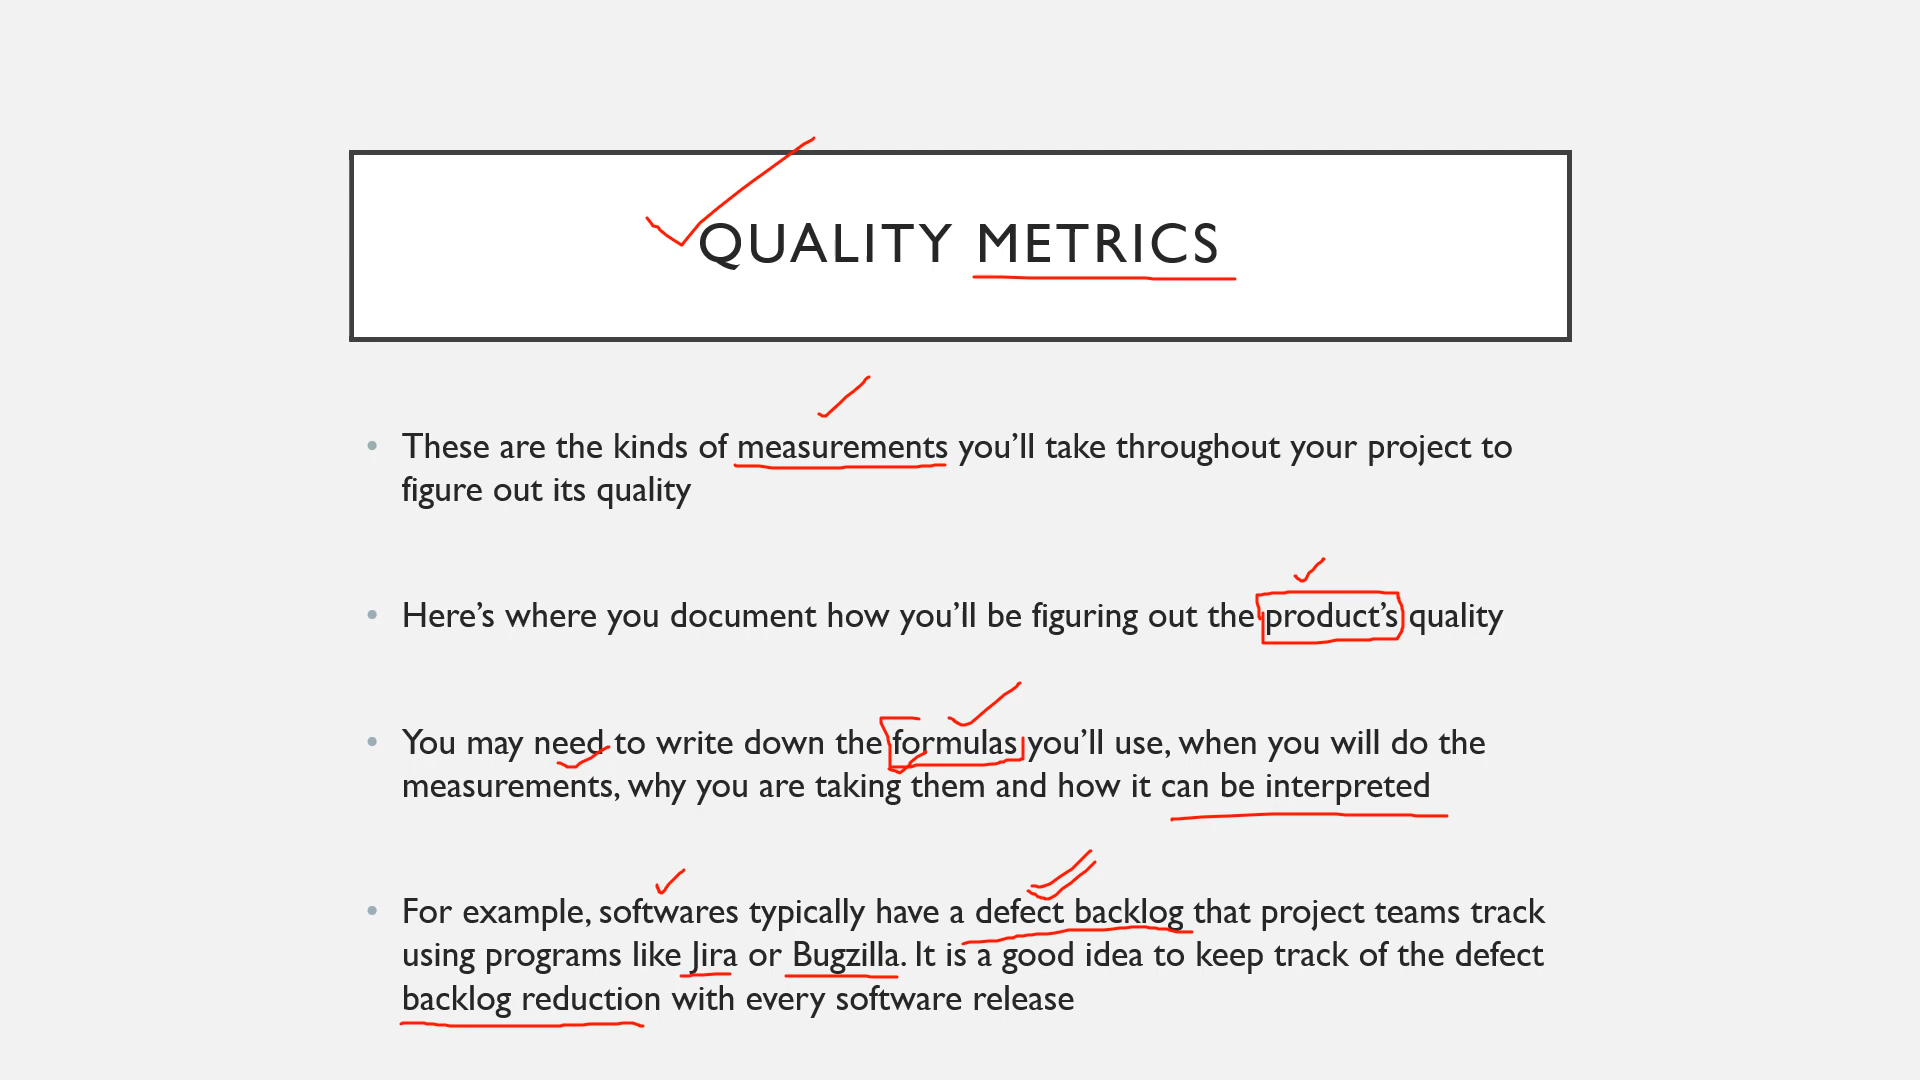 QUALITY METRICS
• These are the kinds of measurements you’ll take throughout your project to
figure out its quality
• Here’s where you document how you’ll be figuring out the product’s quality
• You may need to write down the formulas you’ll use, when you will do the
measurements, why you are taking them and how it can be interpreted
• For example, softwares typically have a defect backlog that project teams track
using programs like Jira or Bugzilla. It is a good idea to keep track of the defect
backlog reduction with every software release